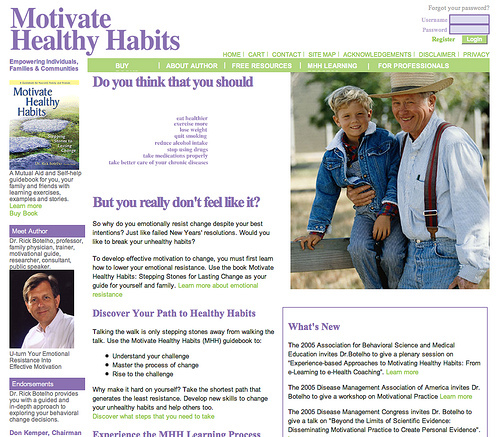 Motivate
Healthy Habits
Forgot your password?
Username
Password
Register
Login
HOME | CART | CONTACT | SITE MAP | ACKNOWLEDGEMENTS | DISCLAIMER | PRIVACY
Empowering Individuals,
Families & Communities
BUY | ABOUT AUTHOR | FREE RESOURCES | MHH LEARNING | FOR PROFESSIONALS
Motivate
Healthy
Habits
Stepping
Stones to
Lasting
Change
Dr. Rick Botelho
A Mutual Aid and Self-help
guidebook for you, your
family and friends with
learning exercises,
examples and stories.
Learn more
Buy Book
Meet Author
Dr. Rick Botelho, professor,
family physician, trainer,
motivational guide,
researcher, consultant,
public speaker.
U-turn Your Emotional
Resistance Into
Effective Motivation
Endorsements
Dr. Rick Botelho provides
you with a guided and
in-depth approach to
exploring your behavioral
change decisions.
Don Kemper, Chairman
Do you think that you should
eat healthier
exercise more
lose weight
quit smoking
reduce alcohol intake
stop using drugs
take medications properly
take better care of your chronic diseases
But you really don't feel like it?
So why do you emotionally resist change despite your best
intentions? Just like failed New Years' resolutions. Would you
like to break your unhealthy habits?
To develop effective motivation to change, you must first learn
how to lower your emotional resistance. Use the book Motivate
Healthy Habits: Stepping Stones for Lasting Change as your
guide for yourself and family. Learn more about emotional
resistance
Discover Your Path to Healthy Habits
Talking the walk is only stepping stones away from walking the
talk. Use the Motivate Healthy Habits (MHH) guidebook to:
• Understand your challenge
• Master the process of change
• Rise to the challenge
Why make it hard on yourself? Take the shortest path that
generates the least resistance. Develop new skills to change
your unhealthy habits and help others too.
Discover what steps you need to take
Experience the MHH Learning Process
What's New
The 2005 Association for Behavioral Science and Medical
Education invites Dr.Botelho to give a plenary session on
"Experience-based Approaches to Motivating Healthy Habits: From
e-Learning to e-Health Coaching". Learn more
The 2005 Disease Management Association of America invites Dr.
Botelho to give a workshop on Motivational Practice Learn more
The 2005 Disease Management Congress invites Dr. Botelho to
give a talk on "Beyond the Limits of Scientific Evidence:
Disseminating Motivational Practice to Create Personal Evidence".